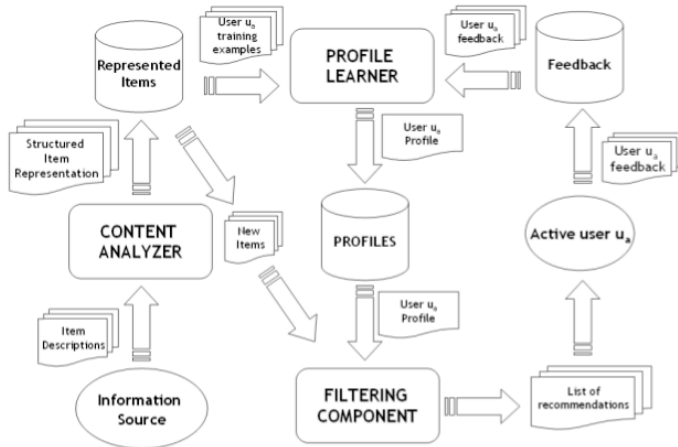 User uₐ
training
examples
User uₐ
feedback
Represented
Items
PROFILE
LEARNER
Feedback
Structured
Item
Representation
User uₐ
Profile
User uₐ
feedback
CONTENT
ANALYZER
New
Items
PROFILES
Active user uₐ
Item
Descriptions
User uₐ
Profile
Information
Source
FILTERING
COMPONENT
List of
recommendations